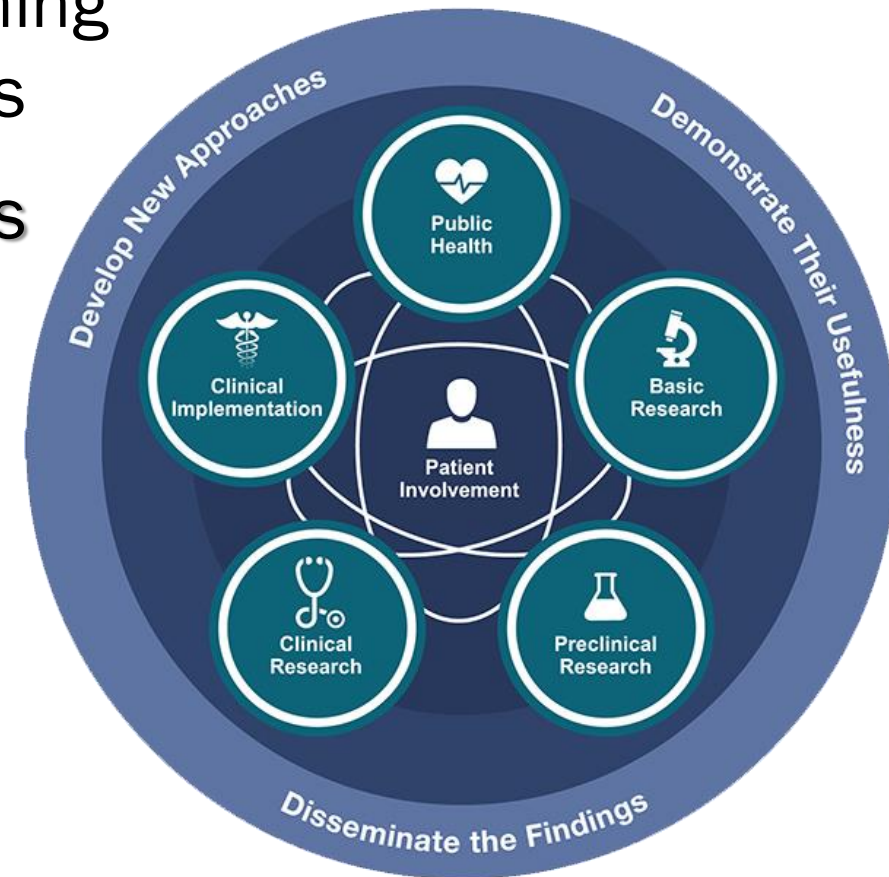 ning
s
s
Develop New Approaches
Demonstrate Their Usefulness
Public
Health
Clinical
Implementation
Basic
Research
Patient
Involvement
Clinical
Research
Preclinical
Research
Disseminate the Findings